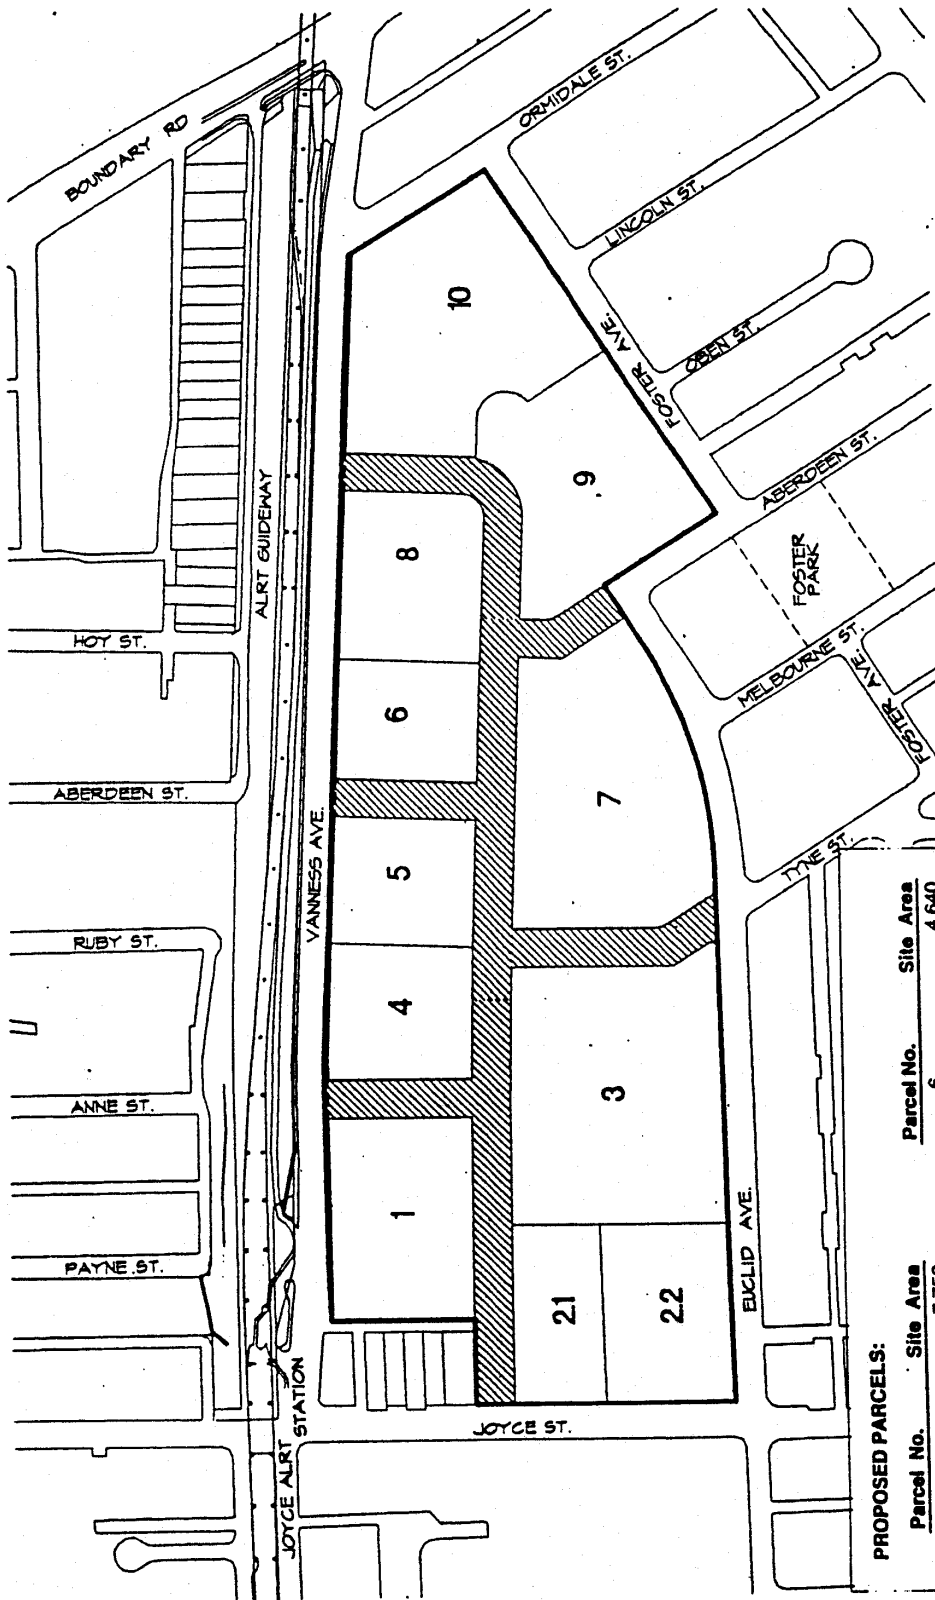 BOUNDARY RD
ORMIDALE ST.
LINCOLN ST.
OBEN ST.
FOSTER AVE.
ABERDEEN ST.
FOSTER
PARK
MELBOURNE ST.
FOSTER AVE.
TYNE ST.
EUCLID AVE.
JOYCE ST.
JOYCE ALRT STATION
VANNESS AVE.
ALRT GUIDEWAY
HOY ST.
ABERDEEN ST.
RUBY ST.
ANNE ST.
PAYNE ST.
1
21
22
3
4
5
6
7
8
9
10
PROPOSED PARCELS:
Parcel No. Site Area Parcel No. Site Area
6 4,640